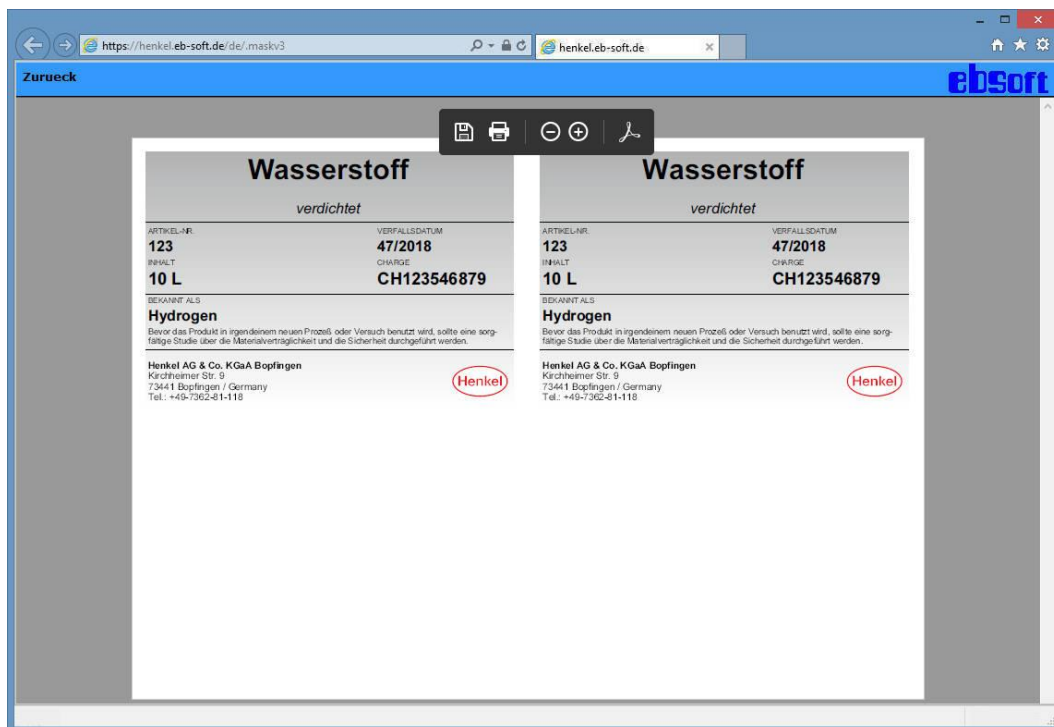 https://henkel.eb-soft.de/de/.maskv3
henkel.eb-soft.de
Zurueck
ebsoft
Wasserstoff
verdichtet
ARTIKEL-NR. VERFALLSDATUM
123 47/2018
INHALT CHARGE
10 L CH123546879
BEKANNT ALS
Hydrogen
Bevor das Produkt in irgendeinem neuen Prozeß oder Versuch benutzt wird, sollte eine sorg-
fältige Studie über die Materialverträglichkeit und die Sicherheit durchgeführt werden.
Henkel AG & Co. KGaA Bopfingen
Kirchheimer Str. 9
73441 Bopfingen / Germany
Tel.: +49-7362-81-118
Henkel
Wasserstoff
verdichtet
ARTIKEL-NR. VERFALLSDATUM
123 47/2018
INHALT CHARGE
10 L CH123546879
BEKANNT ALS
Hydrogen
Bevor das Produkt in irgendeinem neuen Prozeß oder Versuch benutzt wird, sollte eine sorg-
fältige Studie über die Materialverträglichkeit und die Sicherheit durchgeführt werden.
Henkel AG & Co. KGaA Bopfingen
Kirchheimer Str. 9
73441 Bopfingen / Germany
Tel.: +49-7362-81-118
Henkel